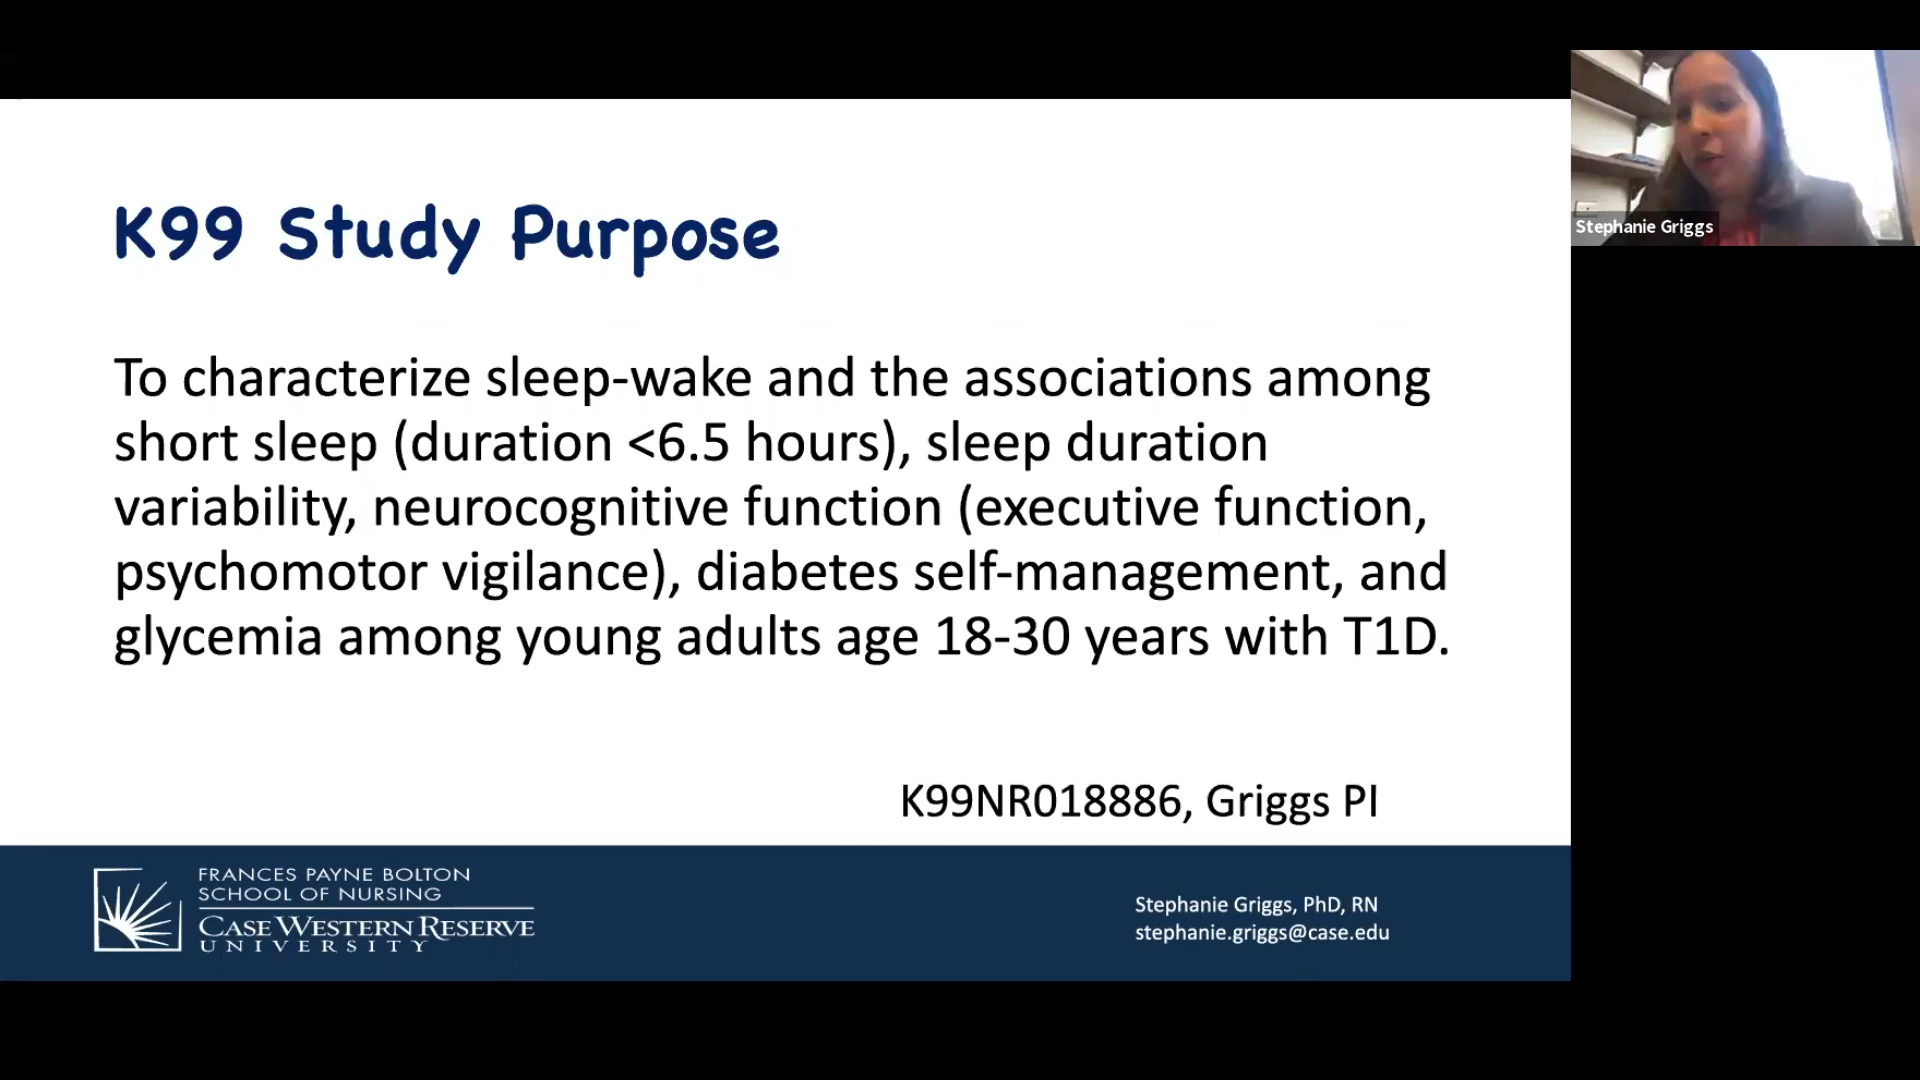 K99 Study Purpose
To characterize sleep-wake and the associations among
short sleep (duration <6.5 hours), sleep duration
variability, neurocognitive function (executive function,
psychomotor vigilance), diabetes self-management, and
glycemia among young adults age 18-30 years with T1D.
K99NR018886, Griggs PI
FRANCES PAYNE BOLTON
SCHOOL OF NURSING
CASE WESTERN RESERVE
UNIVERSITY
Stephanie Griggs, PhD, RN
stephanie.griggs@case.edu
Stephanie Griggs